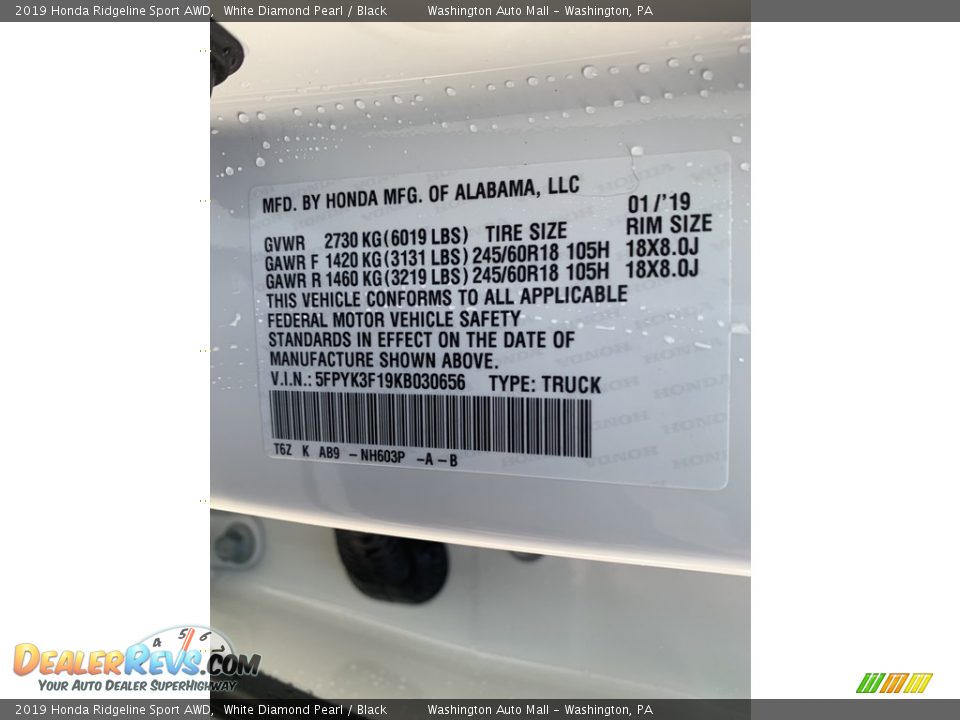 2019 Honda Ridgeline Sport AWD,  White Diamond Pearl / Black     Washington Auto Mall - Washington, PA
MFD. BY HONDA MFG. OF ALABAMA, LLC
01/'19
GVWR 2730 KG(6019 LBS) TIRE SIZE RIM SIZE
GAWR F 1420 KG(3131 LBS) 245/60R18 105H 18X8.0J
GAWR R 1460 KG(3219 LBS) 245/60R18 105H 18X8.0J
THIS VEHICLE CONFORMS TO ALL APPLICABLE
FEDERAL MOTOR VEHICLE SAFETY
STANDARDS IN EFFECT ON THE DATE OF
MANUFACTURE SHOWN ABOVE.
V.I.N.: 5FPYK3F19KB030656 TYPE: TRUCK
T6Z K AB9 -NH603P -A-B
4 5 6
DEALERREVS.COM
YOUR AUTO DEALER SUPERHIGHWAY
2019 Honda Ridgeline Sport AWD,  White Diamond Pearl / Black     Washington Auto Mall - Washington, PA